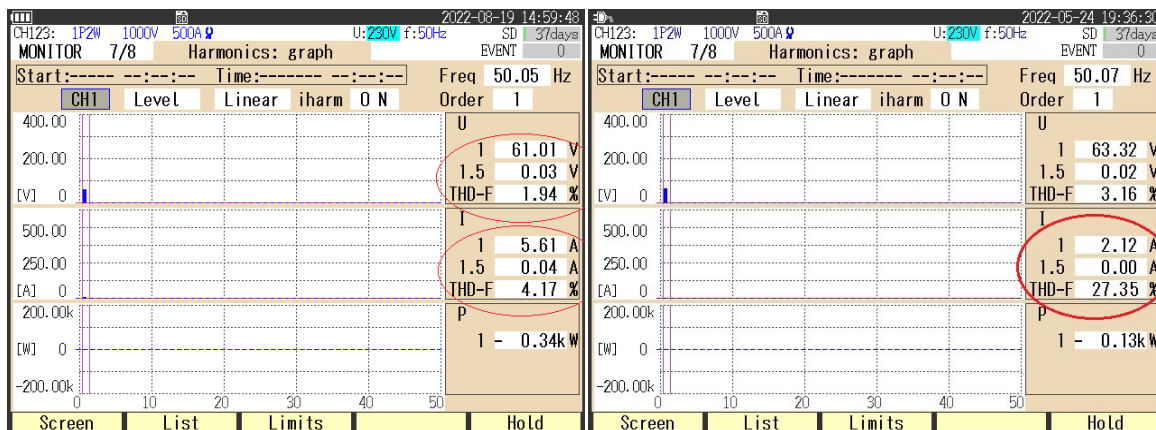 SD 2022-08-19 14:59:48
CH123: 1P2W 1000V 500A U:230V f:50Hz SD 37days
MONITOR 7/8 Harmonics: graph EVENT 0
Start:----- --:--:-- Time:------- --:--:-- Freq 50.05 Hz
CH1 Level Linear iharm O N Order 1
400.00 U
1 61.01 V
200.00 1.5 0.03 V
[V] 0 THD-F 1.94 %
I
500.00 1 5.61 A
250.00 1.5 0.04 A
[A] 0 THD-F 4.17 %
200.00k P
[W] 0 1 - 0.34k W
-200.00k
0 10 20 30 40 50
Screen List Limits Hold
SD 2022-05-24 19:36:30
CH123: 1P2W 1000V 500A U:230V f:50Hz SD 37days
MONITOR 7/8 Harmonics: graph EVENT 0
Start:----- --:--:-- Time:------- --:--:-- Freq 50.07 Hz
CH1 Level Linear iharm O N Order 1
400.00 U
1 63.32 V
200.00 1.5 0.02 V
[V] 0 THD-F 3.16 %
I
500.00 1 2.12 A
250.00 1.5 0.00 A
[A] 0 THD-F 27.35 %
200.00k P
[W] 0 1 - 0.13k W
-200.00k
0 10 20 30 40 50
Screen List Limits Hold